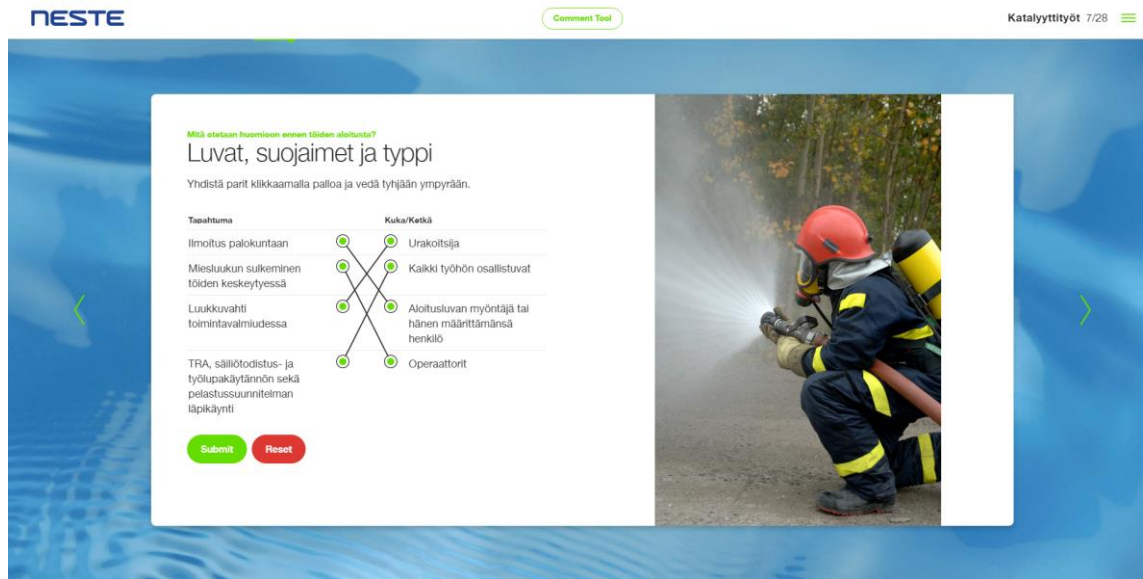 NESTE
Comment Tool
Katalyyttityöt 7/28
Mitä otetaan huomioon ennen töiden aloitusta?
Luvat, suojaimet ja typpi
Yhdistä parit klikkaamalla palloa ja vedä tyhjään ympyrään.
Tapahtuma
Kuka/Ketkä
Ilmoitus palokuntaan
Urakoitsija
Miesluukun sulkeminen
töiden keskeytyessä
Kaikki työhön osallistuvat
Luukkuvahti
toimintavalmiudessa
Aloitusluvan myöntäjä tai
hänen määrittämänsä
henkilö
TRA, säiliötodistus- ja
työlupakäytännön sekä
pelastussuunnitelman
läpikäynti
Operaattorit
Submit
Reset